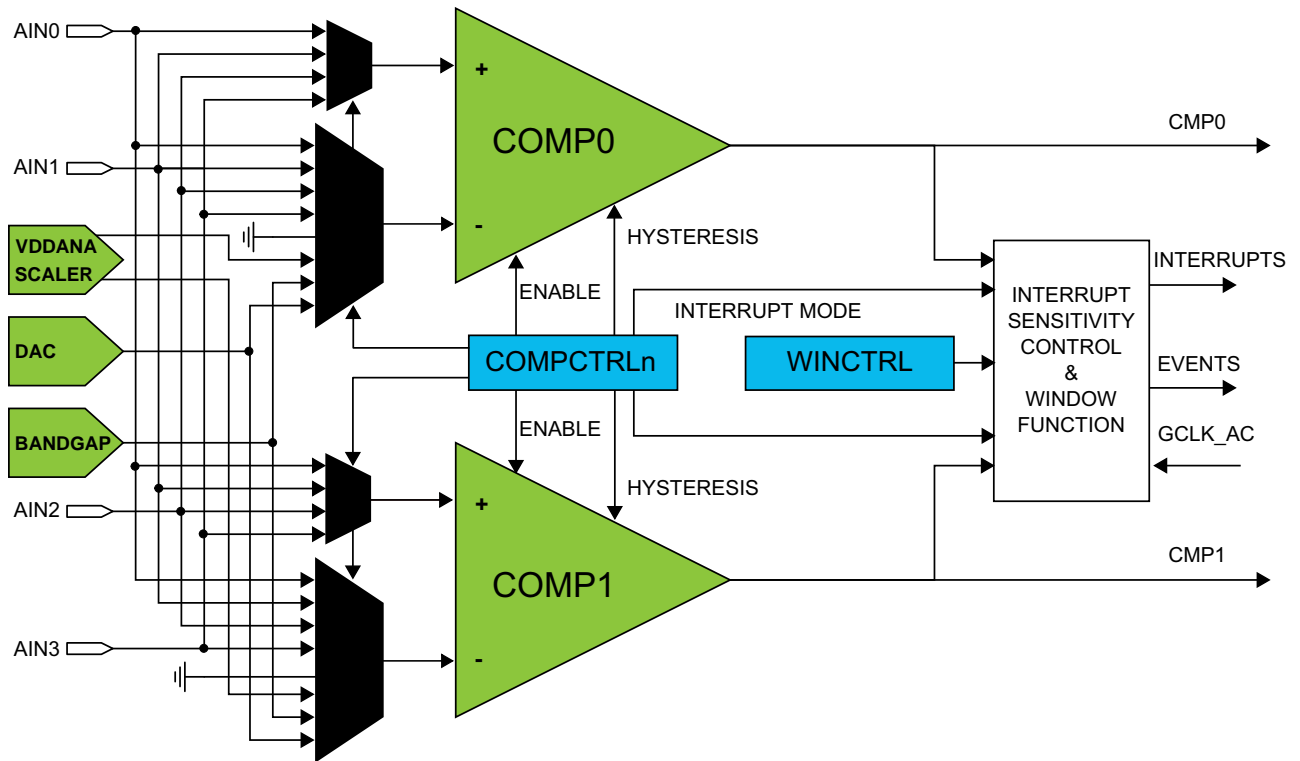 AIN0
+
COMP0
CMP0
AIN1
-
HYSTERESIS
VDDANA
SCALER
ENABLE
INTERRUPT MODE
INTERRUPT
SENSITIVITY
CONTROL
&
WINDOW
FUNCTION
INTERRUPTS
DAC
COMPCTRLn
WINCTRL
EVENTS
BANDGAP
ENABLE
GCLK_AC
HYSTERESIS
AIN2
+
COMP1
CMP1
AIN3
-